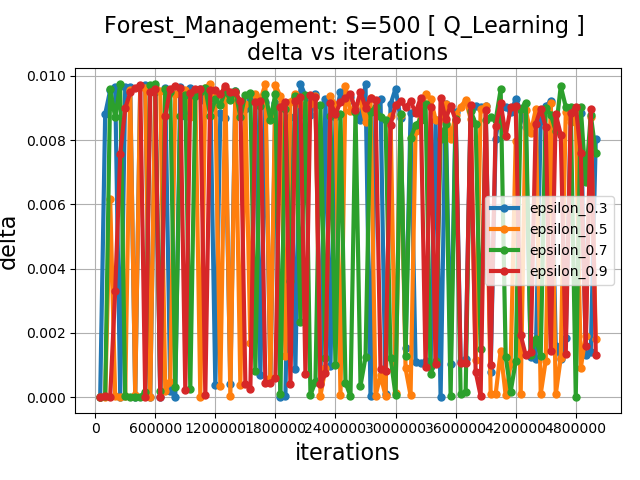 Forest_Management: S=500 [ Q_Learning ]
delta vs iterations
0.010
0.008
0.006
0.004
0.002
0.000
delta
epsilon_0.3
epsilon_0.5
epsilon_0.7
epsilon_0.9
0 600000 1200000 1800000 2400000 3000000 3600000 4200000 4800000
iterations